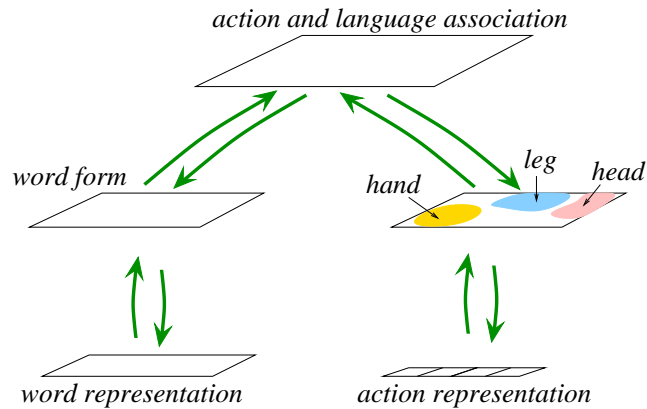 action and language association
word form
hand
leg
head
word representation
action representation